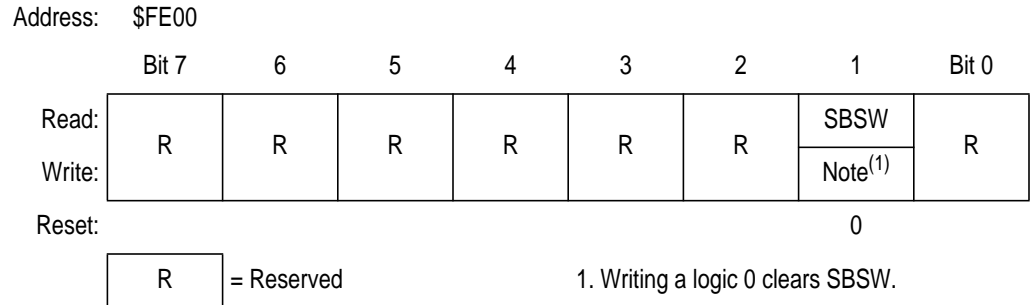 Address: $FE00
Bit 7 6 5 4 3 2 1 Bit 0
Read: SBSW
R R R R R R R
Write: Note(1)
Reset: 0
R = Reserved 1. Writing a logic 0 clears SBSW.